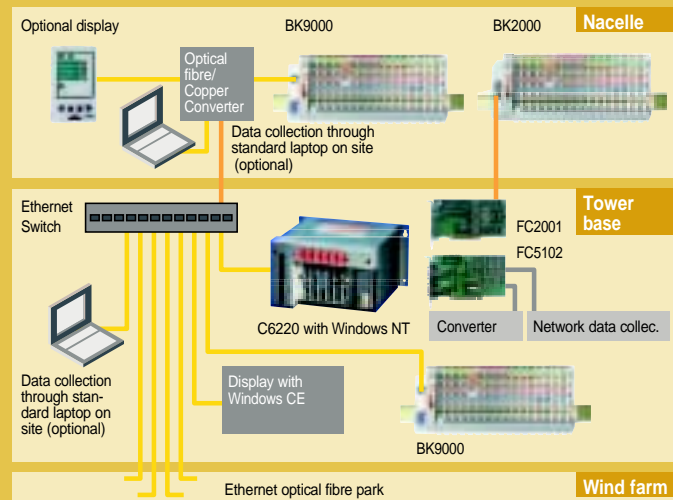 Optional display
BK9000
BK2000
Nacelle
Optical
fibre/
Copper
Converter
Data collection through
standard laptop on site
(optional)
Ethernet
Switch
Tower
base
FC2001
FC5102
C6220 with Windows NT
Converter
Network data collec.
Data collection
through stan-
dard laptop on
site (optional)
Display with
Windows CE
BK9000
Ethernet optical fibre park
Wind farm